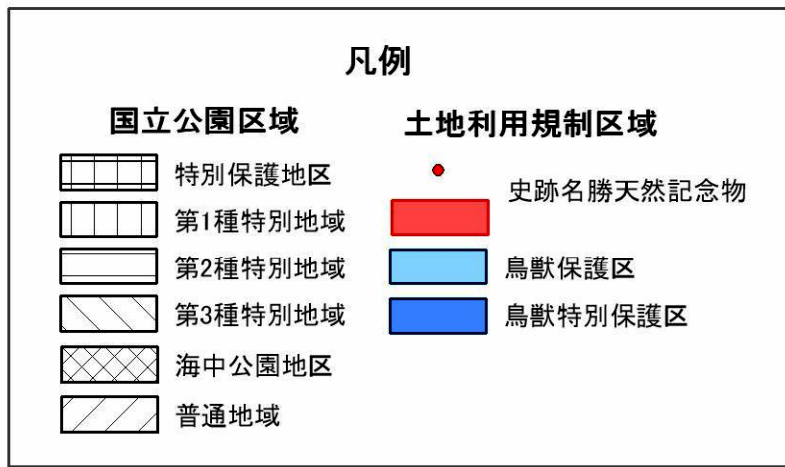 凡例
国立公園区域
特別保護地区
第1種特別地域
第2種特別地域
第3種特別地域
海中公園地区
普通地域
土地利用規制区域
史跡名勝天然記念物
鳥獣保護区
鳥獣特別保護区